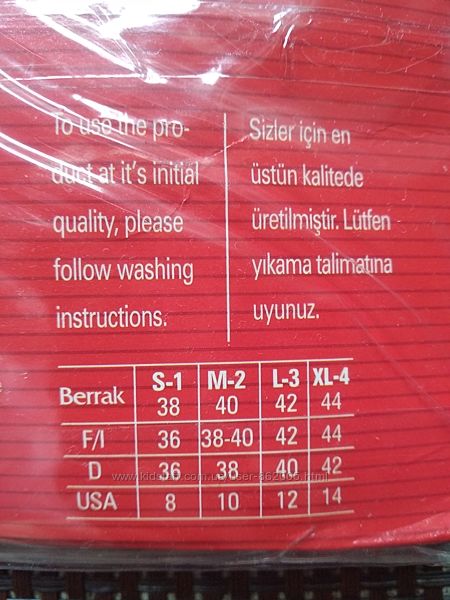 To use the pro-
duct at it's initial
quality, please
follow washing
instructions.
Sizler için en
üstün kalitede
üretilmiştir. Lütfen
yıkama talimatına
uyunuz.
Berrak S-1 M-2 L-3 XL-4
38 40 42 44
F/I 36 38-40 42 44
D 36 38 40 42
USA 8 10 12 14